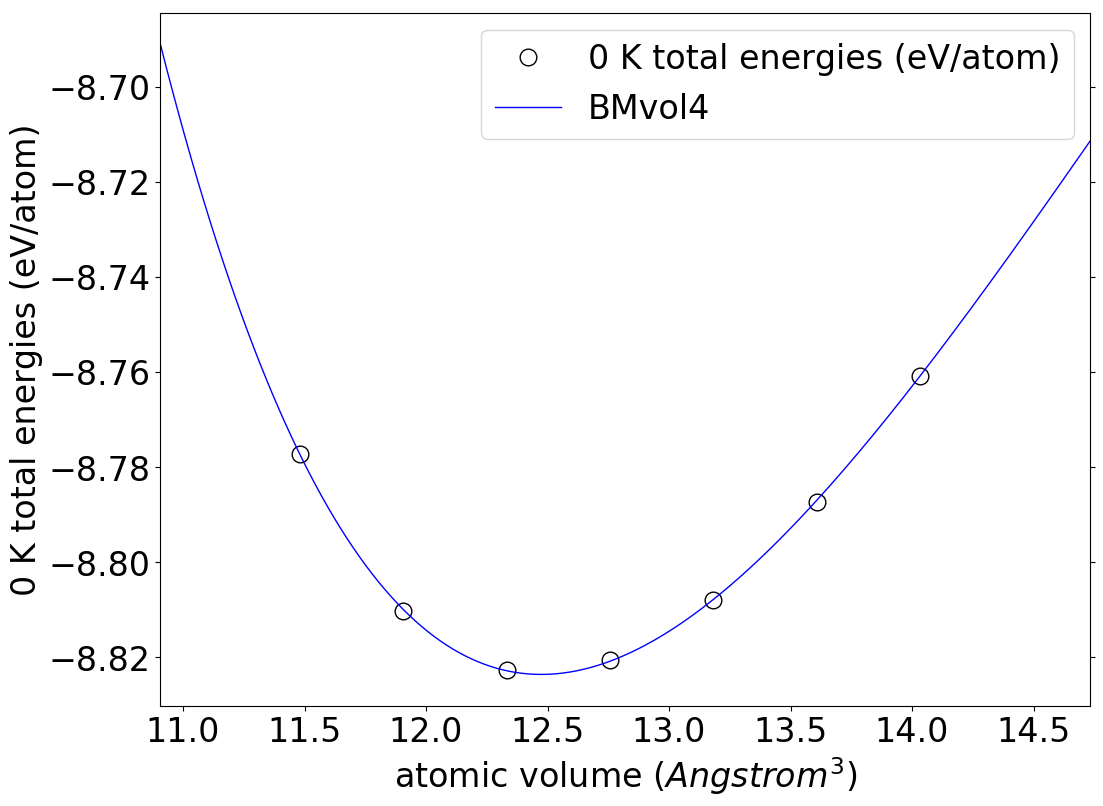 0 K total energies (eV/atom)
BMvol4
0 K total energies (eV/atom)
−8.70
−8.72
−8.74
−8.76
−8.78
−8.80
−8.82
11.0 11.5 12.0 12.5 13.0 13.5 14.0 14.5
atomic volume (Angstrom³)